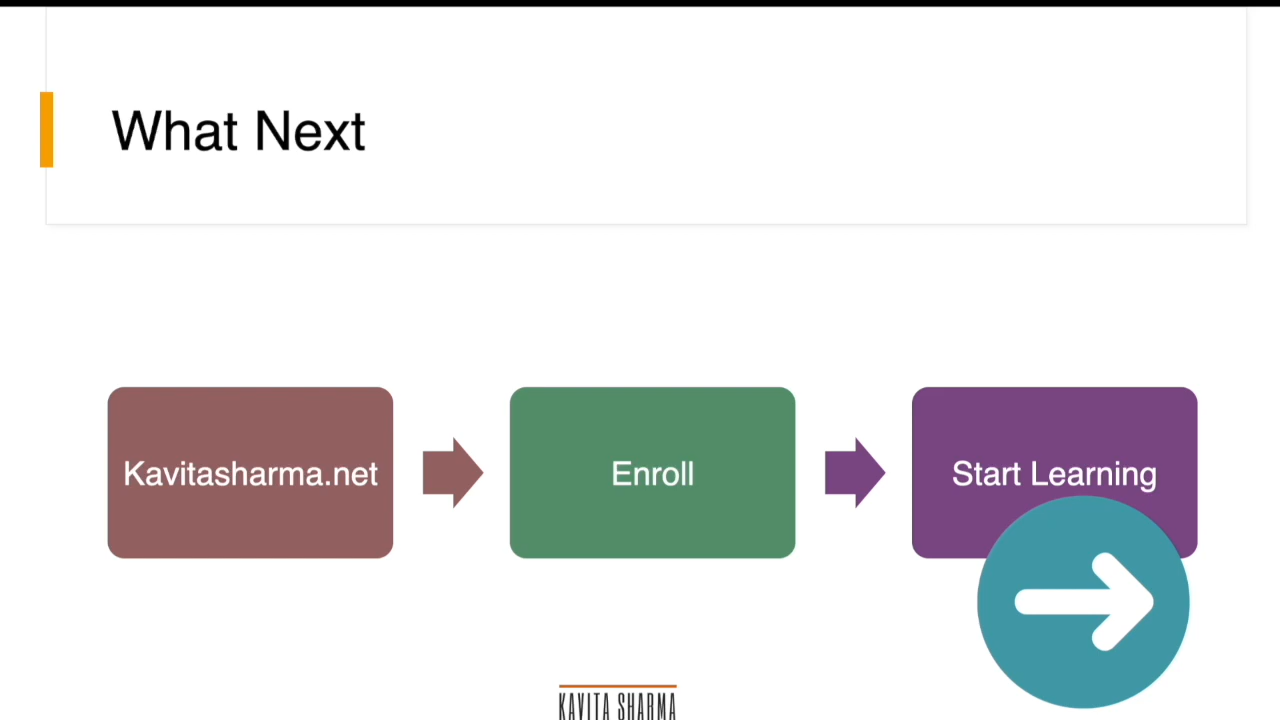 What Next
Kavitasharma.net
Enroll
Start Learning
KAVITA SHARMA